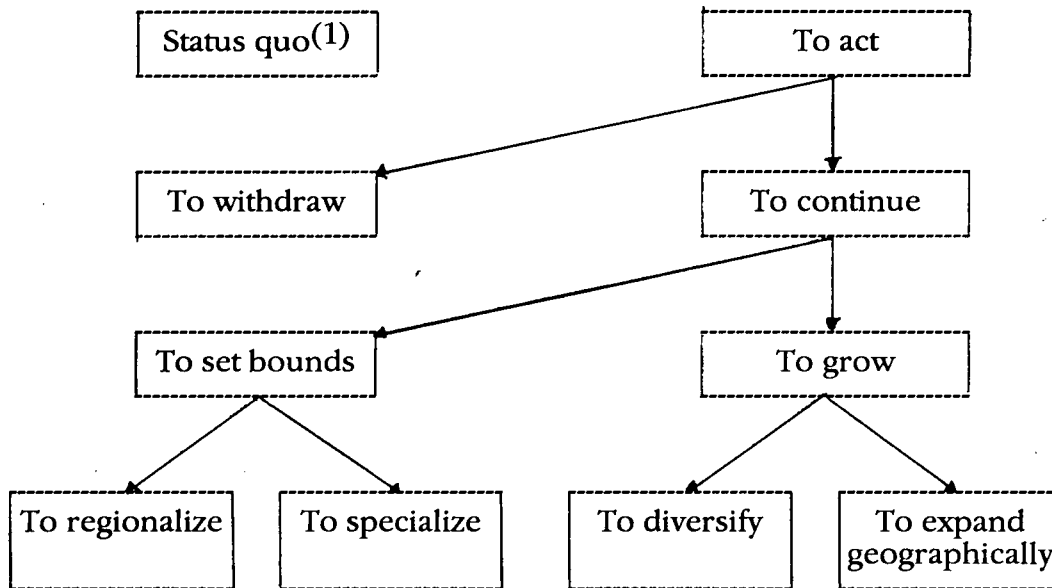 Status quo(1)
To act
To withdraw
To continue
To set bounds
To grow
To regionalize
To specialize
To diversify
To expand
geographically